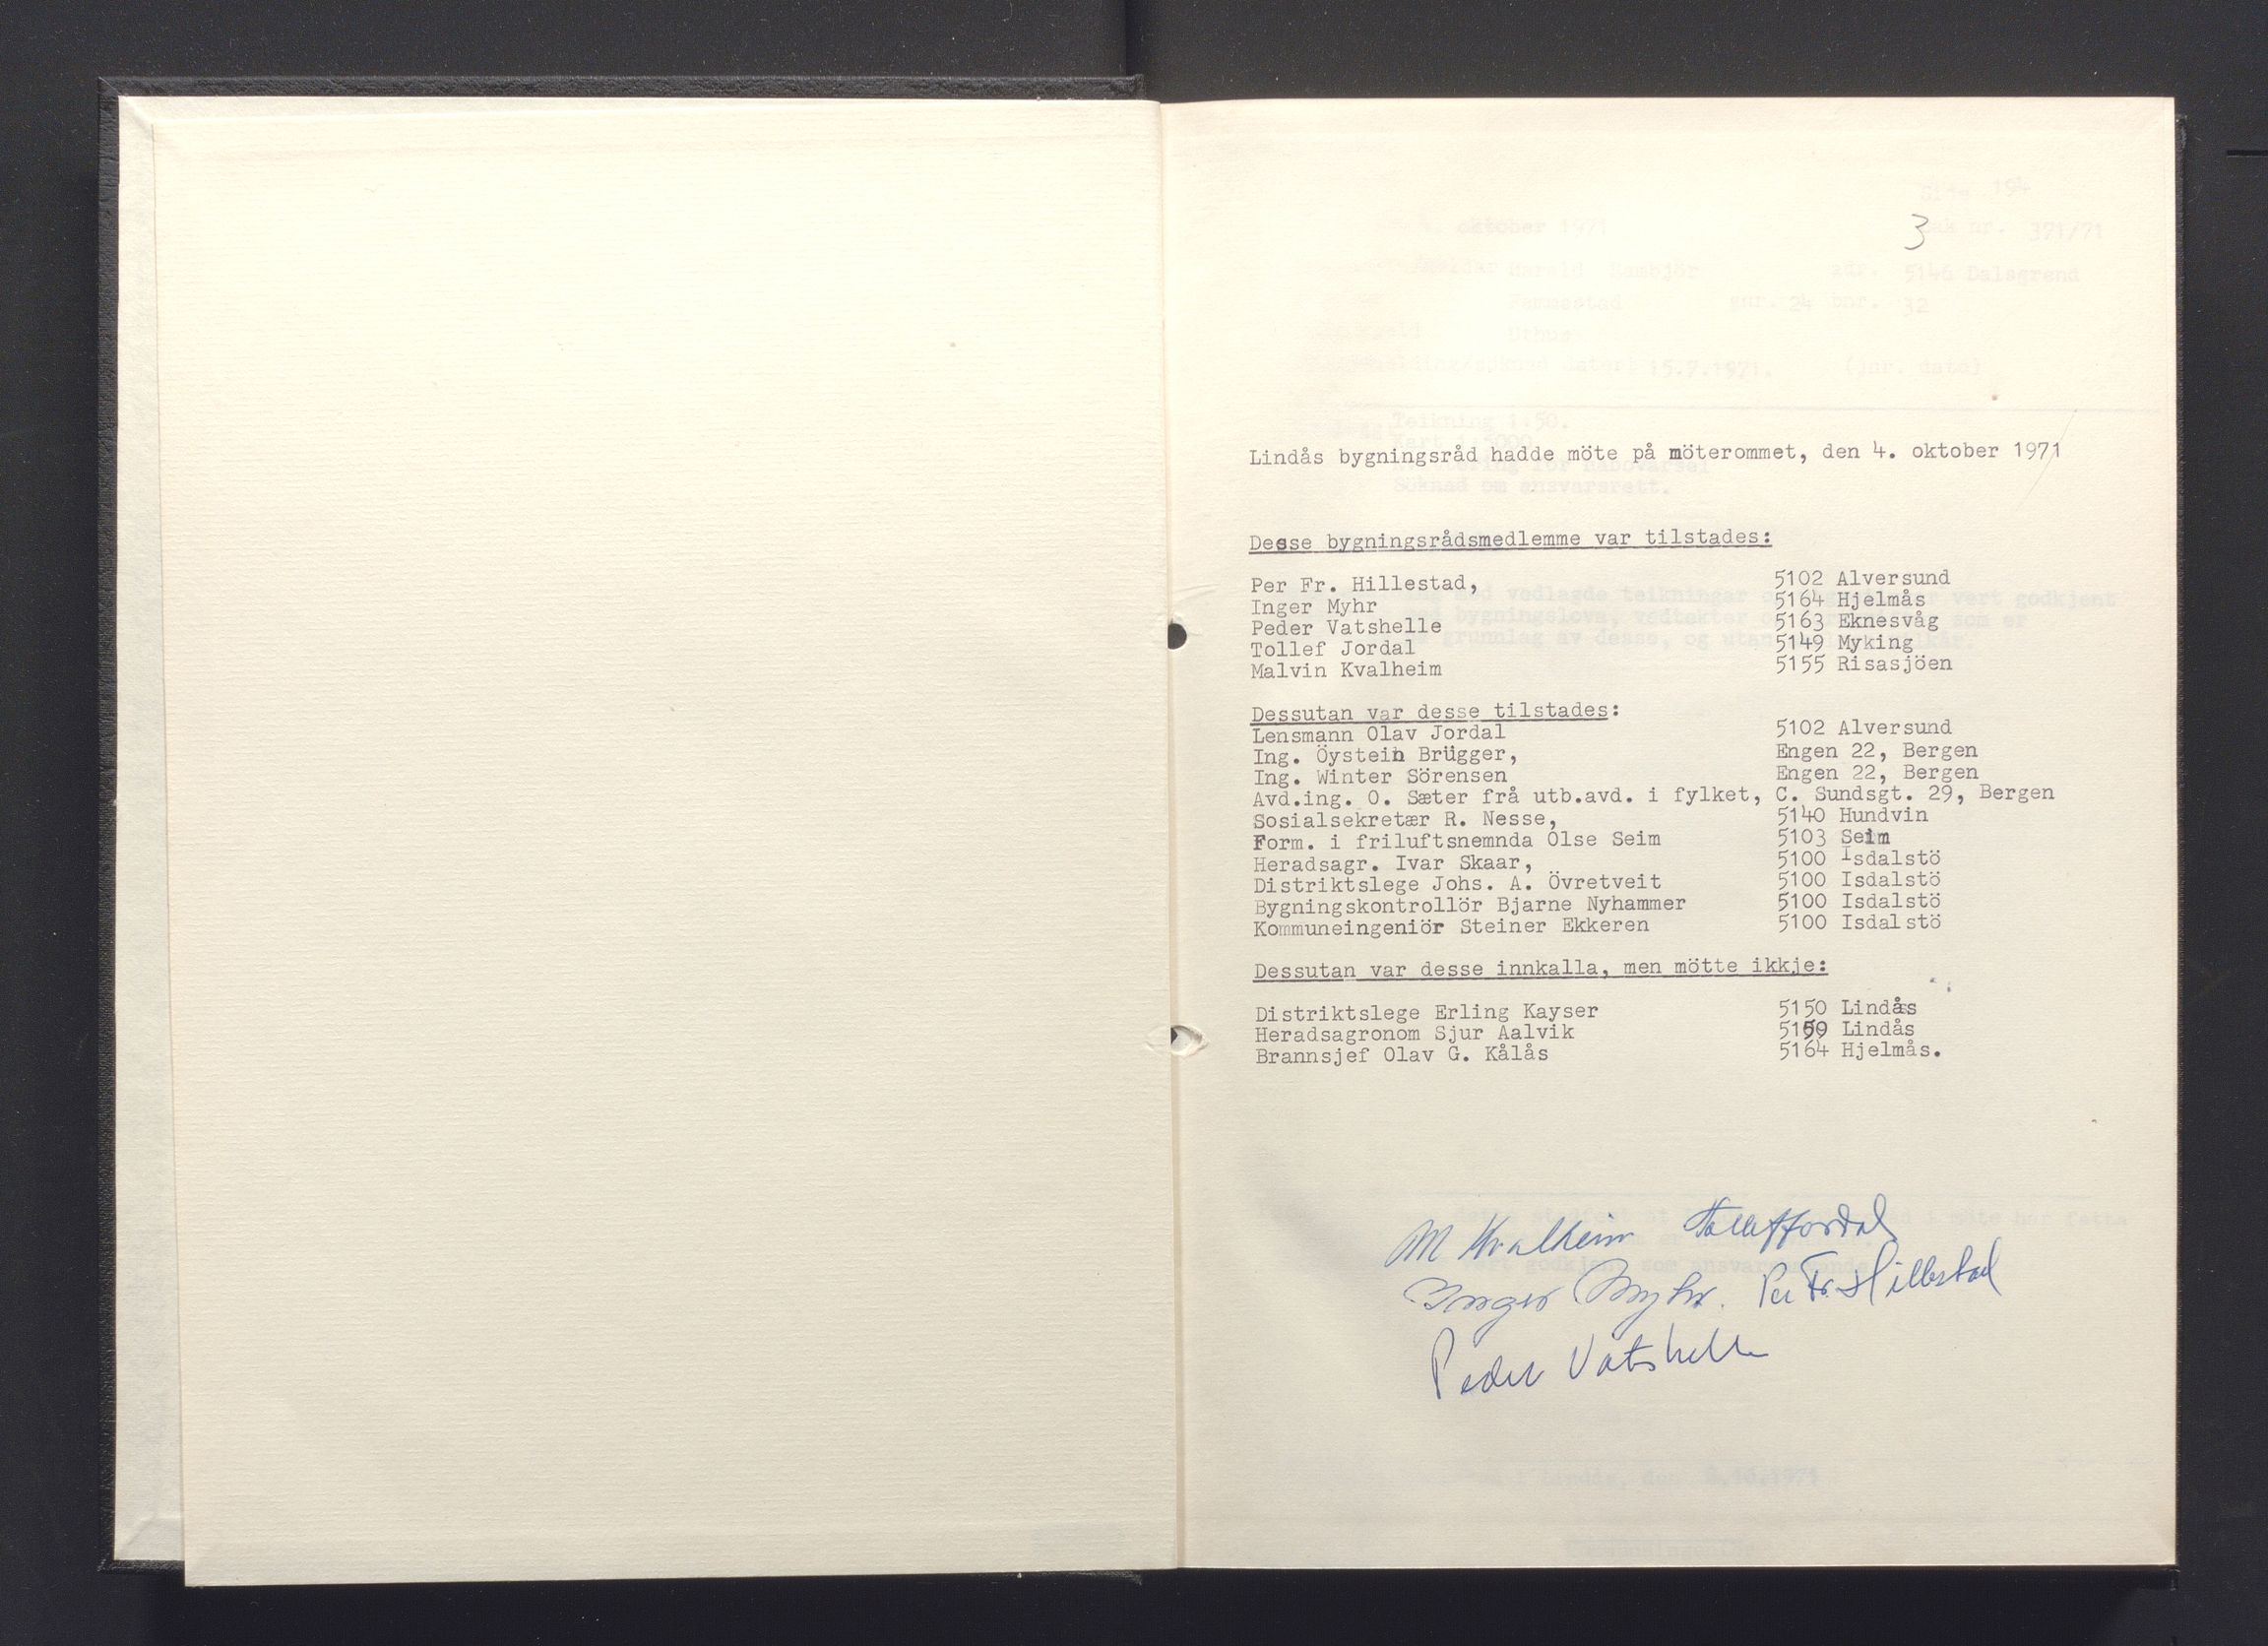 3
Lindås bygningsråd hadde möte på möterommet, den 4. oktober 1971
Desse bygningsrådsmedlemme var tilstades:
Per Fr. Hillestad, 5102 Alversund
Inger Myhr 5164 Hjelmås
Peder Vatshelle 5163 Eknesvåg
Tollef Jordal 5149 Myking
Malvin Kvalheim 5155 Risasjöen
Dessutan var desse tilstades:
Lensmann Olav Jordal 5102 Alversund
Ing. Öystein Brügger, Engen 22, Bergen
Ing. Winter Sörensen Engen 22, Bergen
Avd.ing. O. Sæter frå utb.avd. i fylket, C. Sundsgt. 29, Bergen
Sosialsekretær R. Nesse, 5140 Hundvin
Form. i friluftsnemnda Olse Seim 5103 Seim
Heradsagr. Ivar Skaar, 5100 Isdalstö
Distriktslege Johs. A. Övretveit 5100 Isdalstö
Bygningskontrollör Bjarne Nyhammer 5100 Isdalstö
Kommuneingeniör Steiner Ekkeren 5100 Isdalstö
Dessutan var desse innkalla, men mötte ikkje:
Distriktslege Erling Kayser 5150 Lindås
Heradsagronom Sjur Aalvik 5150 Lindås
Brannsjef Olav G. Kålås 5164 Hjelmås.
M Kvalheim Tollef Jordal
Inger Myhr. Per Fr. Hillestad
Peder Vatshelle